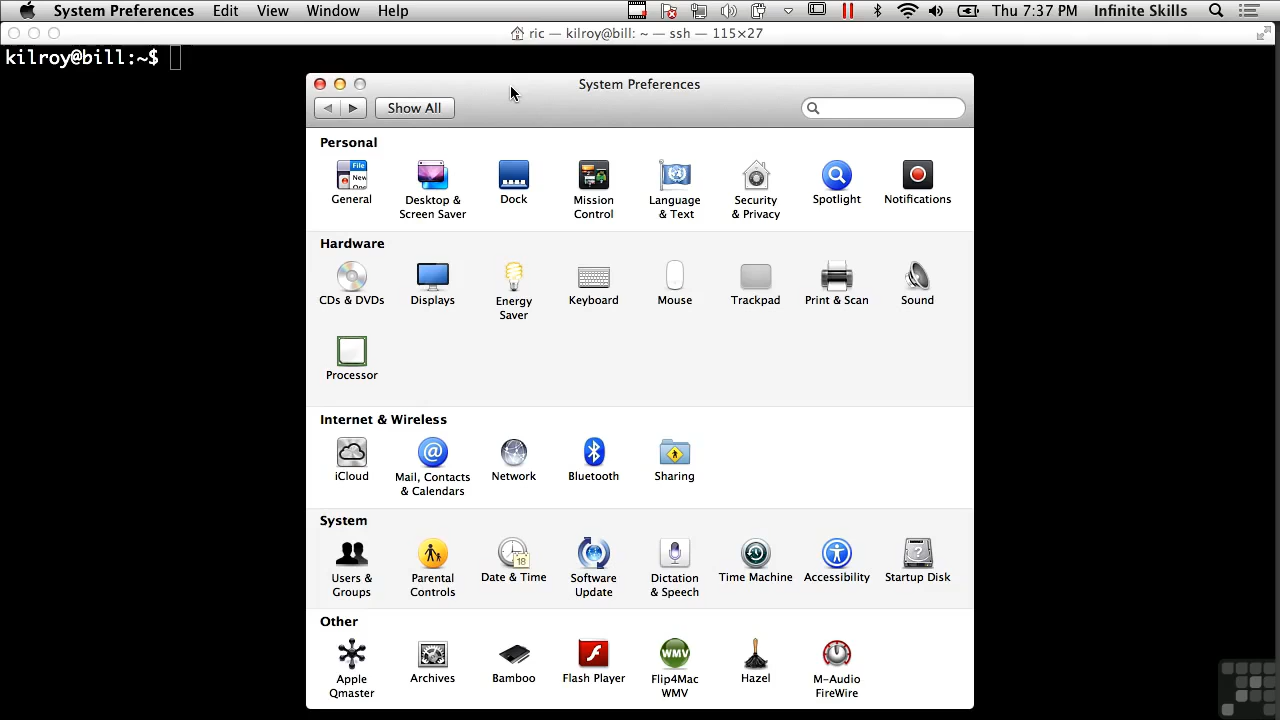 System Preferences Edit View Window Help Thu 7:37 PM Infinite Skills
ric — kilroy@bill: ~ — ssh — 115×27
kilroy@bill:~$
System Preferences
Show All
Personal
File
New
General
Desktop & Screen Saver
Dock
Mission Control
Language & Text
Security & Privacy
Spotlight
Notifications
Hardware
CDs & DVDs
Displays
Energy Saver
Keyboard
Mouse
Trackpad
Print & Scan
Sound
Processor
Internet & Wireless
iCloud
@
Mail, Contacts & Calendars
Network
Bluetooth
Sharing
System
Users & Groups
Parental Controls
18
Date & Time
Software Update
Dictation & Speech
Time Machine
Accessibility
?
Startup Disk
Other
Apple Qmaster
Archives
Bamboo
Flash Player
WMV
Flip4Mac WMV
Hazel
M-Audio FireWire